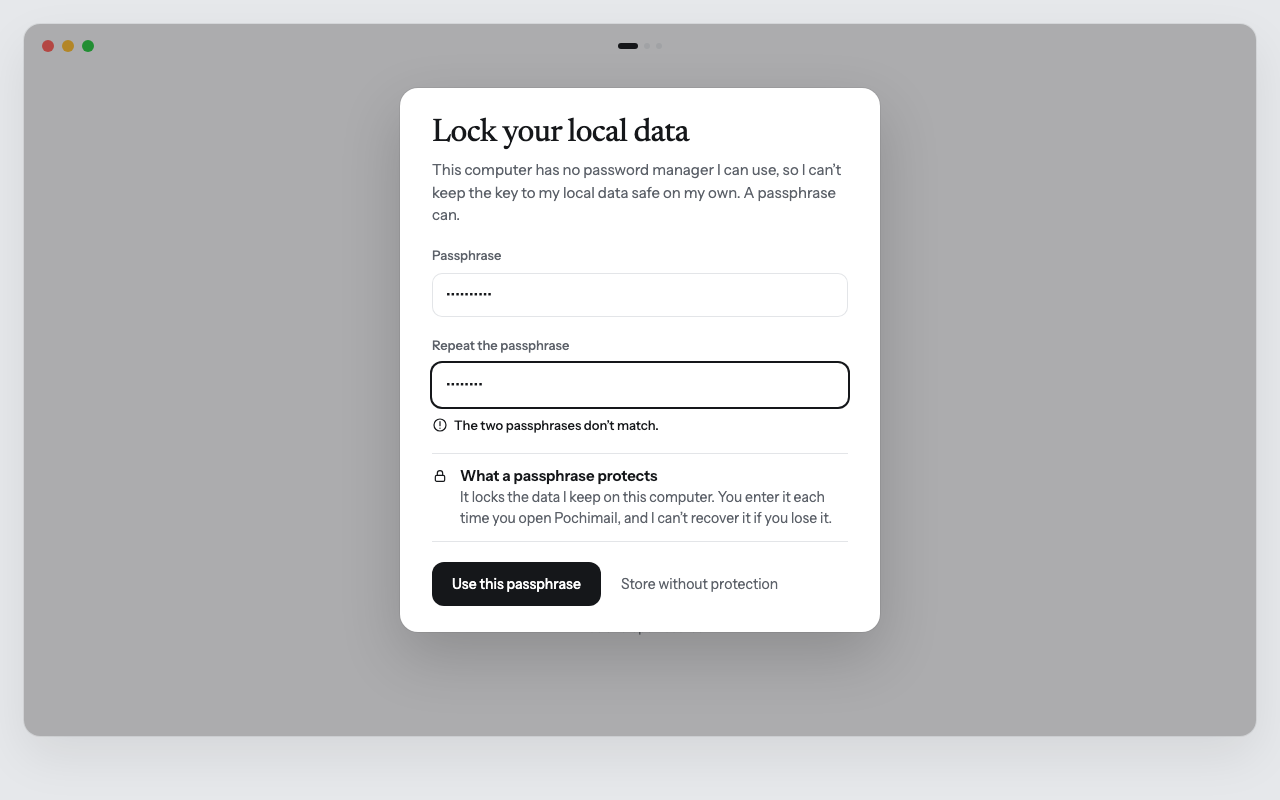 Lock your local data
This computer has no password manager I can use, so I can’t
keep the key to my local data safe on my own. A passphrase
can.
Passphrase
••••••••••
Repeat the passphrase
••••••••
The two passphrases don’t match.
What a passphrase protects
It locks the data I keep on this computer. You enter it each
time you open Pochimail, and I can’t recover it if you lose it.
Use this passphrase
Store without protection